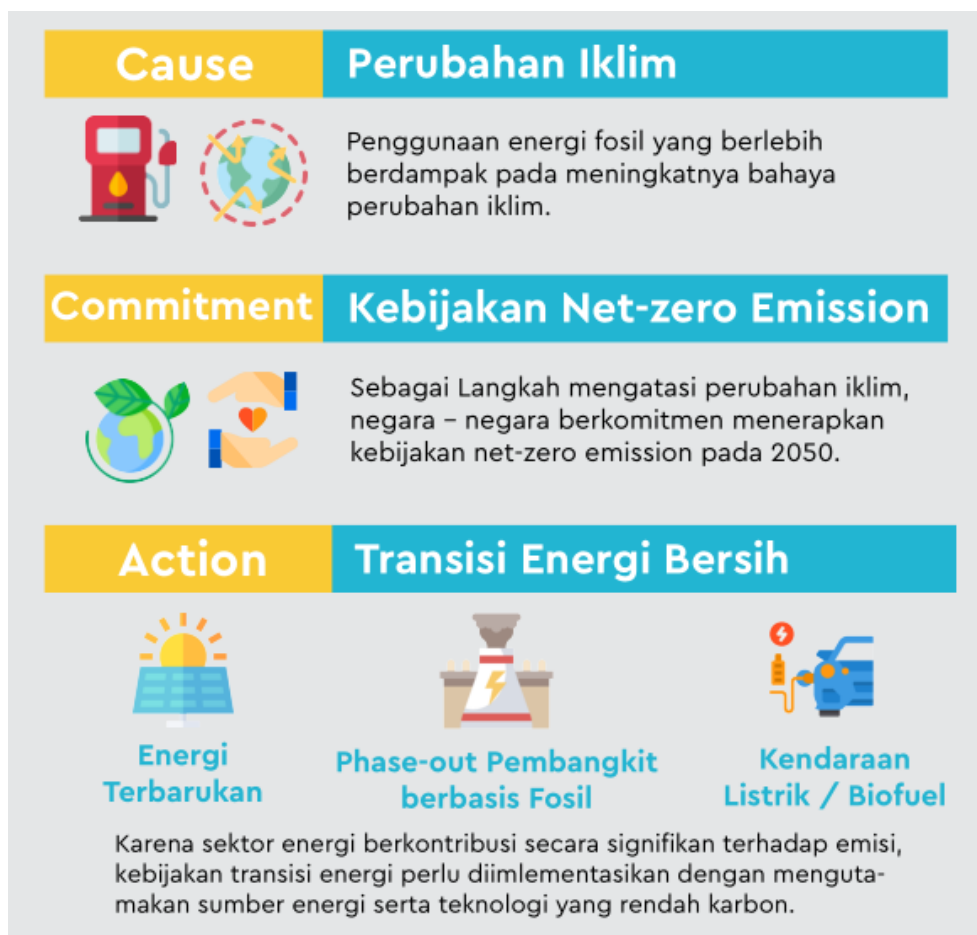 Cause
Perubahan Iklim
Penggunaan energi fosil yang berlebih
berdampak pada meningkatnya bahaya
perubahan iklim.
Commitment
Kebijakan Net-zero Emission
Sebagai Langkah mengatasi perubahan iklim,
negara – negara berkomitmen menerapkan
kebijakan net-zero emission pada 2050.
Action
Transisi Energi Bersih
Energi
Terbarukan
Phase-out Pembangkit
berbasis Fosil
Kendaraan
Listrik / Biofuel
Karena sektor energi berkontribusi secara signifikan terhadap emisi,
kebijakan transisi energi perlu diimlementasikan dengan menguta-
makan sumber energi serta teknologi yang rendah karbon.